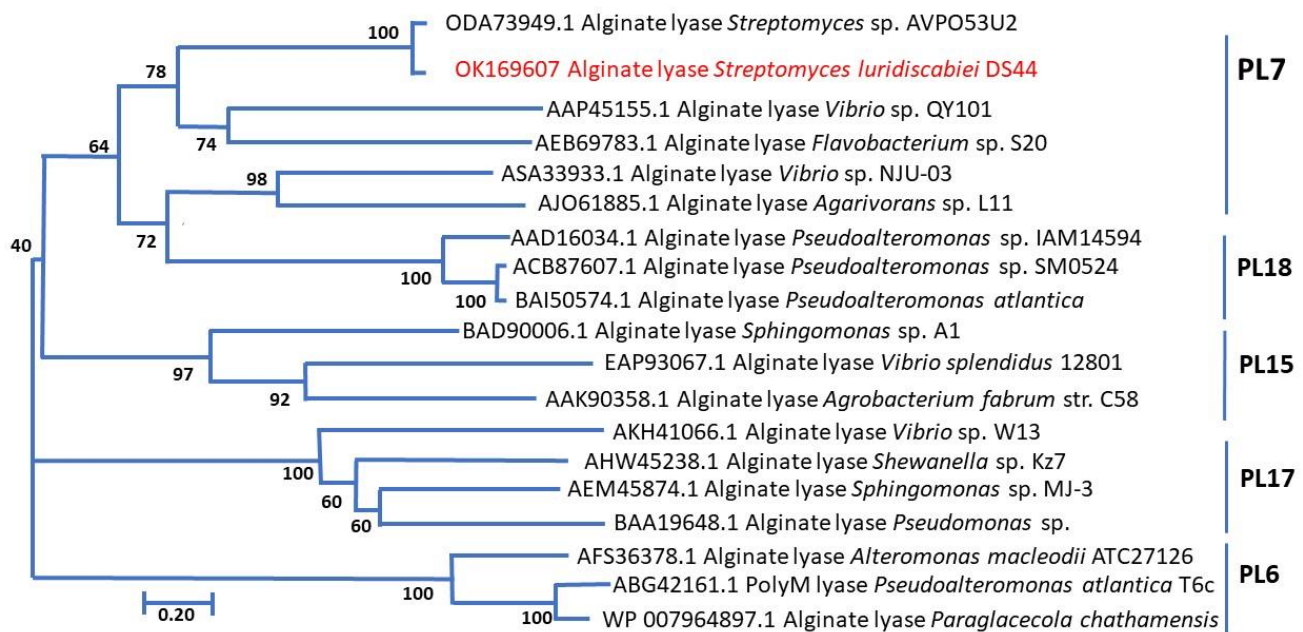 ODA73949.1 Alginate lyase Streptomyces sp. AVPO53U2
100
OK169607 Alginate lyase Streptomyces luridiscabiei DS44
PL7
78
AAP45155.1 Alginate lyase Vibrio sp. QY101
74
AEB69783.1 Alginate lyase Flavobacterium sp. S20
64
98
ASA33933.1 Alginate lyase Vibrio sp. NJU-03
AJO61885.1 Alginate lyase Agarivorans sp. L11
72
AAD16034.1 Alginate lyase Pseudoalteromonas sp. IAM14594
40
100
ACB87607.1 Alginate lyase Pseudoalteromonas sp. SM0524
PL18
100
BAI50574.1 Alginate lyase Pseudoalteromonas atlantica
BAD90006.1 Alginate lyase Sphingomonas sp. A1
97
EAP93067.1 Alginate lyase Vibrio splendidus 12801
PL15
92
AAK90358.1 Alginate lyase Agrobacterium fabrum str. C58
AKH41066.1 Alginate lyase Vibrio sp. W13
100
AHW45238.1 Alginate lyase Shewanella sp. Kz7
PL17
60
AEM45874.1 Alginate lyase Sphingomonas sp. MJ-3
60
BAA19648.1 Alginate lyase Pseudomonas sp.
AFS36378.1 Alginate lyase Alteromonas macleodii ATC27126
PL6
100
ABG42161.1 PolyM lyase Pseudoalteromonas atlantica T6c
100
WP 007964897.1 Alginate lyase Paraglacecola chathamensis
0.20